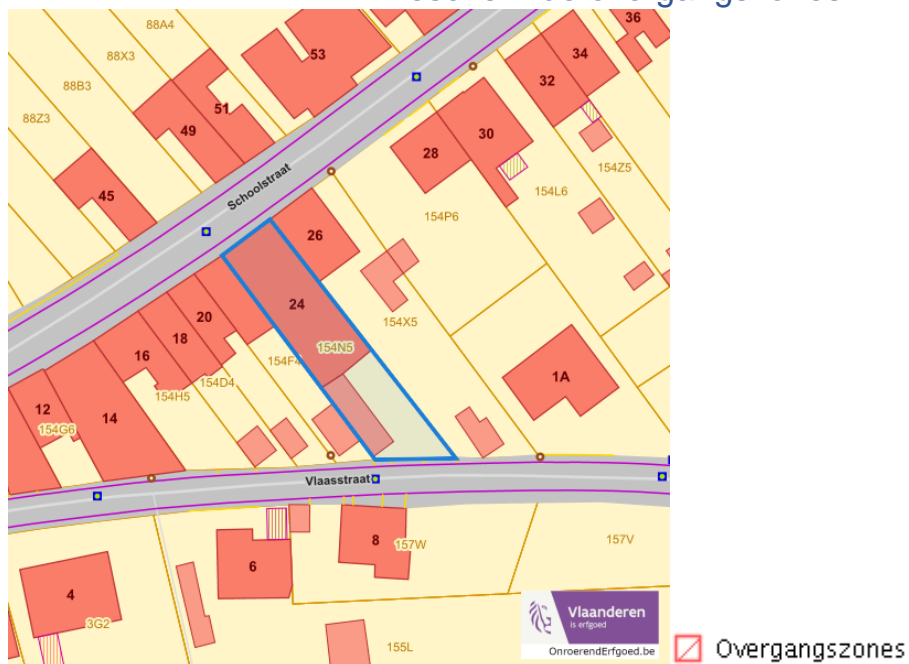 36
88A4
53
34
88X3
32
88B3
51
30
88Z3
49
28
154Z5
154L6
Schoolstraat
45
154P6
26
24
20
154X5
18
154N5
16
154F4
1A
154D4
12
154H5
14
154G6
Vlaasstraat
8
157W
157V
6
4
3G2
155L
Vlaanderen
is erfgoed
OnroerendErfgoed.be
Overgangszones